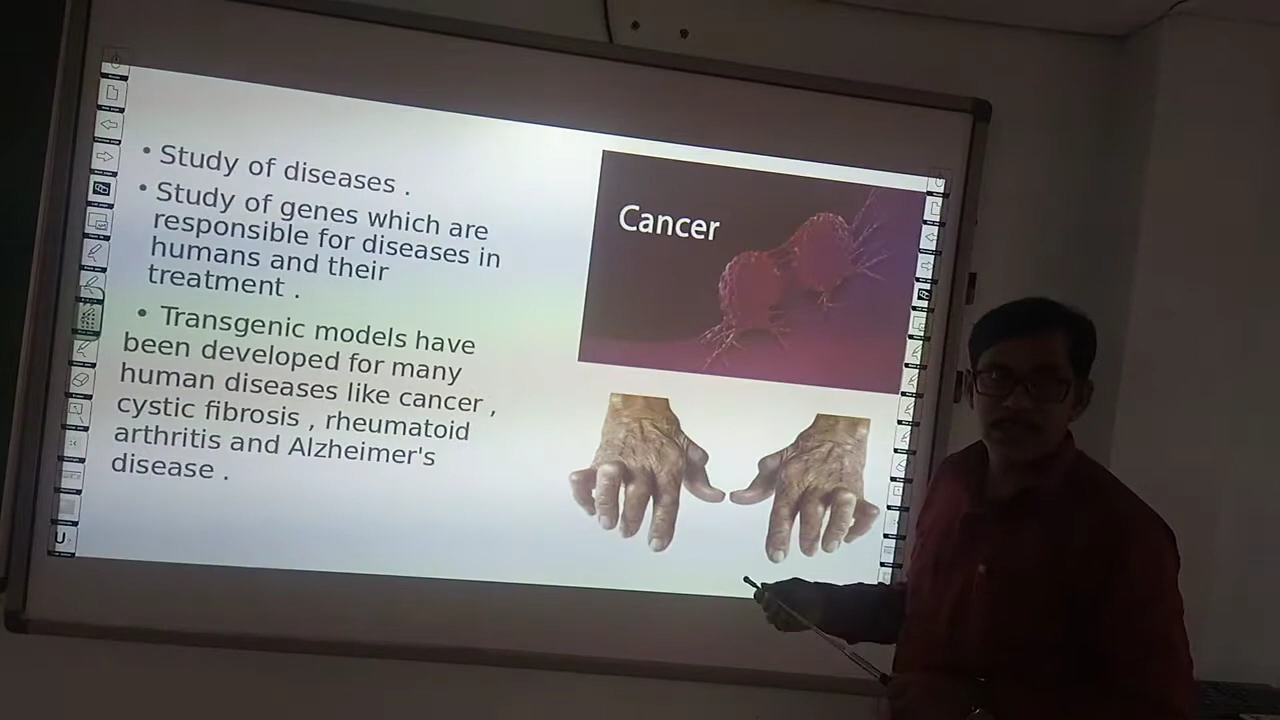 • Study of diseases .
• Study of genes which are
responsible for diseases in
humans and their
treatment .
• Transgenic models have
been developed for many
human diseases like cancer ,
cystic fibrosis , rheumatoid
arthritis and Alzheimer's
disease .
Cancer